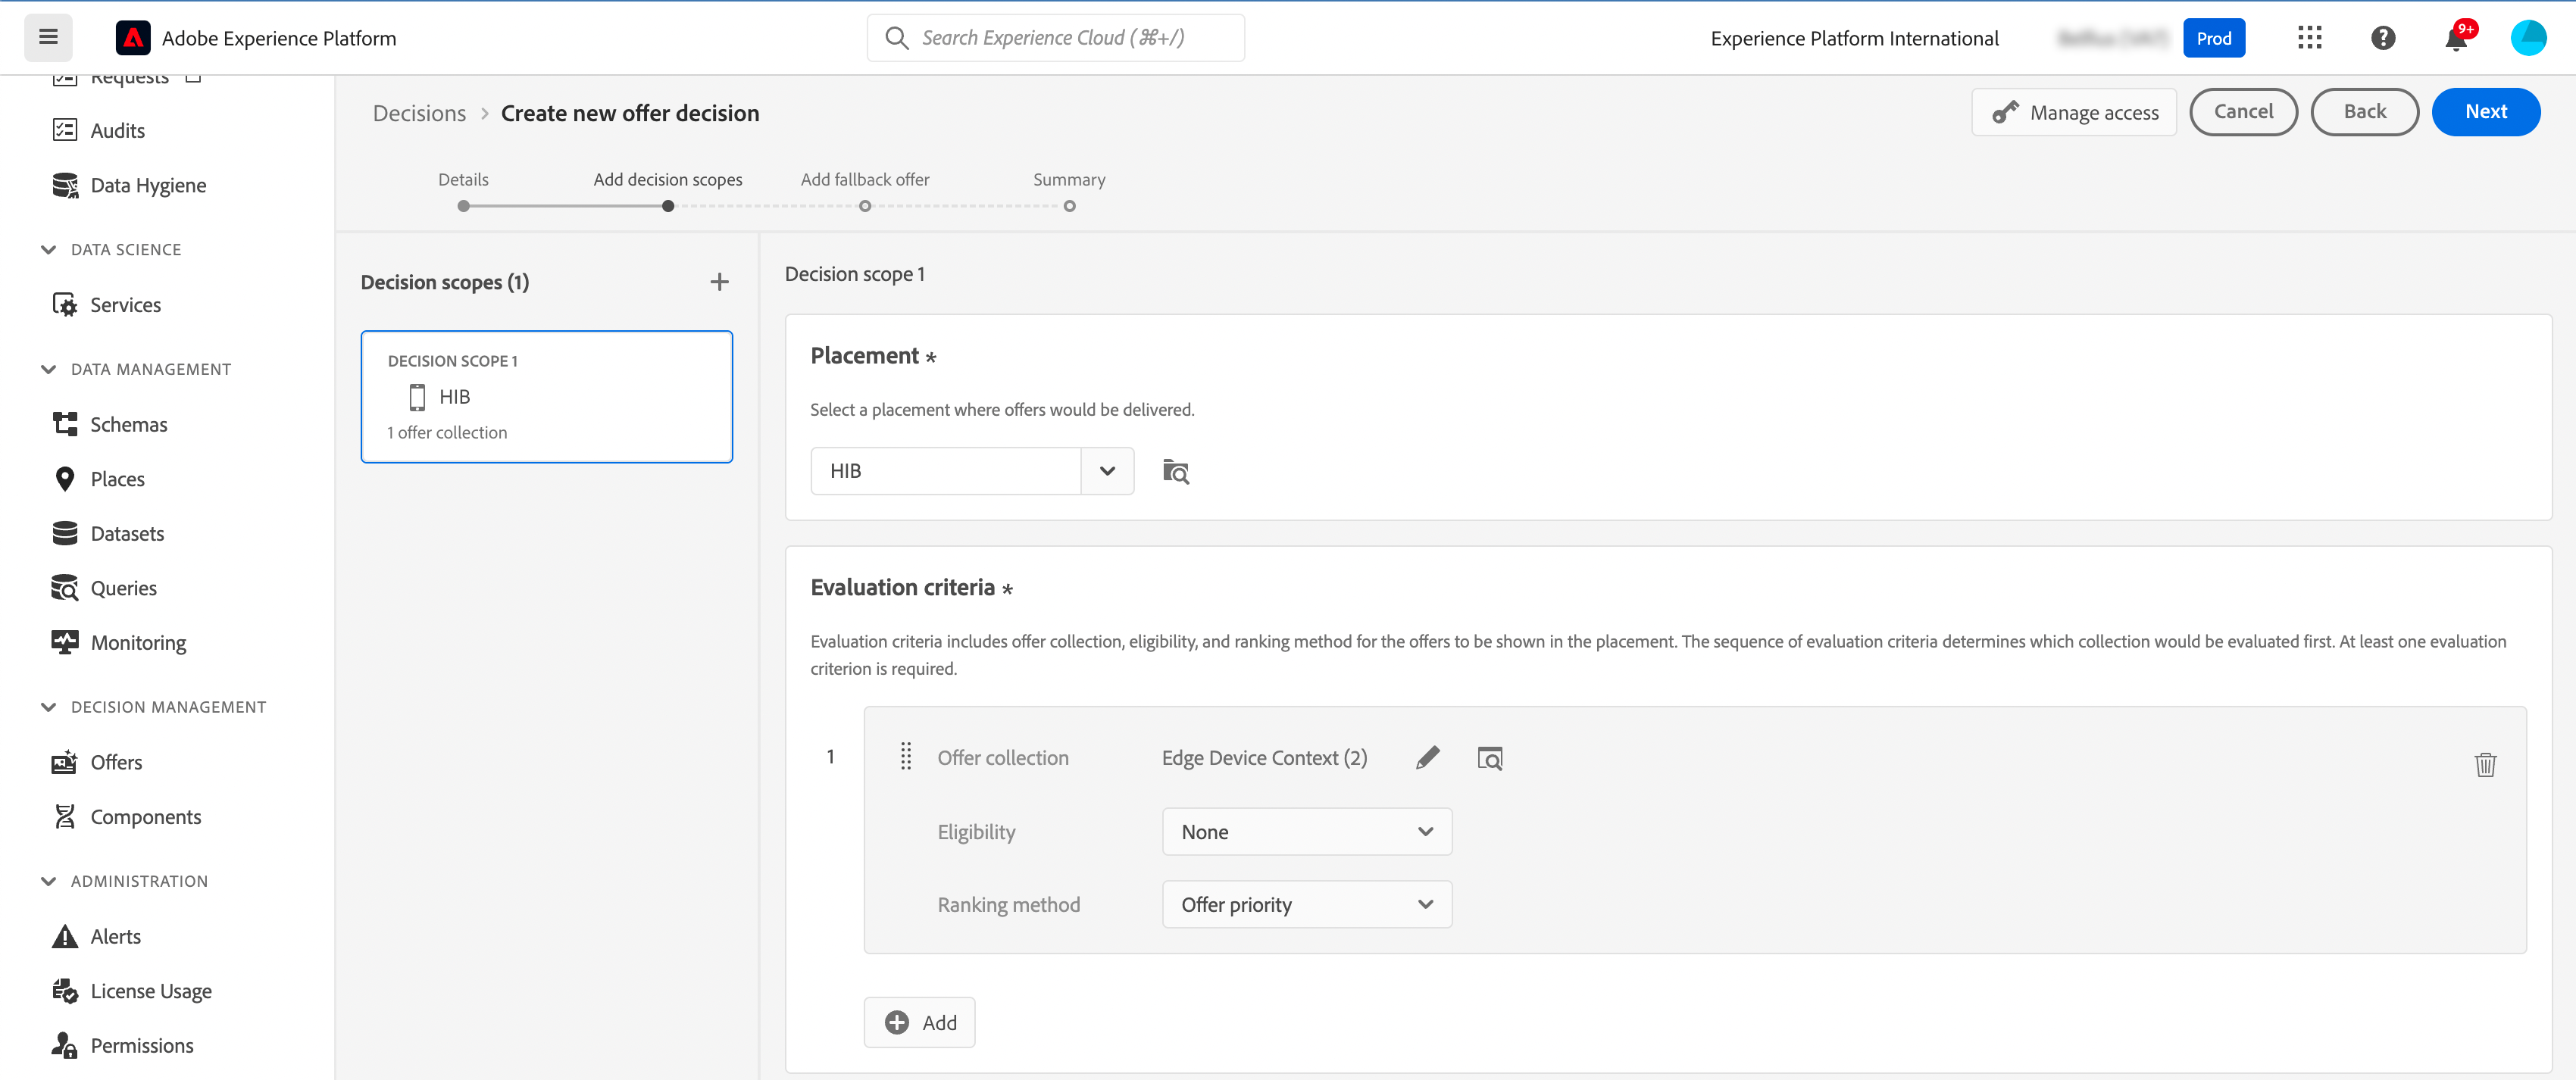 Adobe Experience Platform
Search Experience Cloud (⌘+/)
Experience Platform International
Prod
9+
Requests
Audits
Data Hygiene
DATA SCIENCE
Services
DATA MANAGEMENT
Schemas
Places
Datasets
Queries
Monitoring
DECISION MANAGEMENT
Offers
Components
ADMINISTRATION
Alerts
License Usage
Permissions
Decisions > Create new offer decision
Manage access
Cancel
Back
Next
Details
Add decision scopes
Add fallback offer
Summary
Decision scopes (1)
DECISION SCOPE 1
HIB
1 offer collection
Decision scope 1
Placement *
Select a placement where offers would be delivered.
HIB
Evaluation criteria *
Evaluation criteria includes offer collection, eligibility, and ranking method for the offers to be shown in the placement. The sequence of evaluation criteria determines which collection would be evaluated first. At least one evaluation
criterion is required.
1
Offer collection
Edge Device Context (2)
Eligibility
None
Ranking method
Offer priority
Add